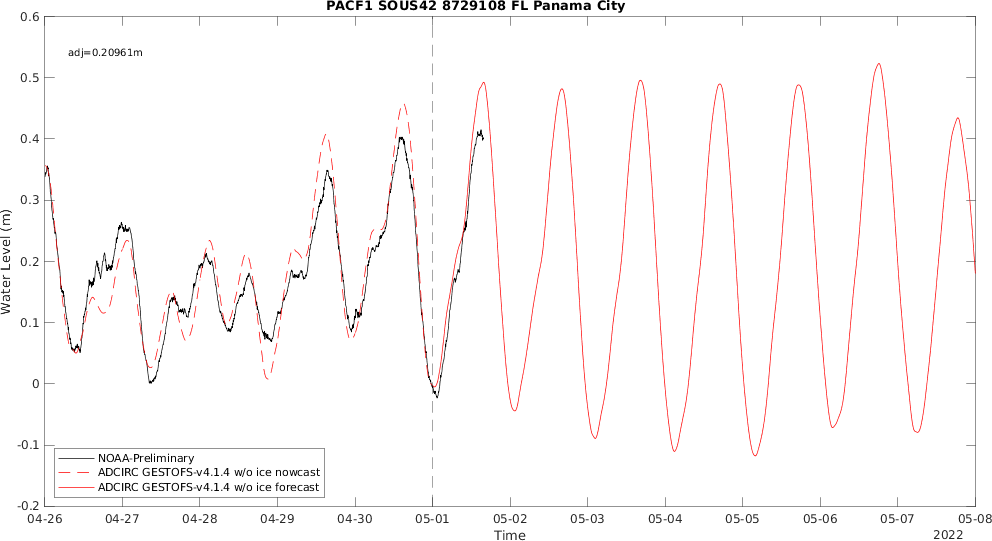 PACF1 SOUS42 8729108 FL Panama City
adj=0.20961m
0.6
0.5
0.4
0.3
0.2
0.1
0
-0.1
-0.2
Water Level (m)
NOAA-Preliminary
ADCIRC GESTOFS-v4.1.4 w/o ice nowcast
ADCIRC GESTOFS-v4.1.4 w/o ice forecast
04-26 04-27 04-28 04-29 04-30 05-01 05-02 05-03 05-04 05-05 05-06 05-07 05-08
Time
2022